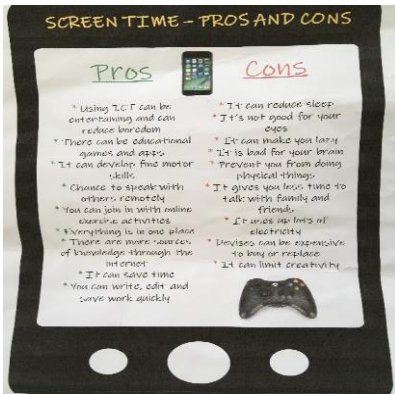 SCREEN TIME - PROS AND CONS
Pros
* Using ICT can be
entertaining and can
reduce boredom
* There can be educational
games and apps
* It can develop fine motor
skills
* Chance to speak with
others remotely
* You can join in with online
exercise activities
* Everything is in one place
* There are more sources
of knowledge through the
internet
* It can save time
* You can write, edit and
save work quickly
Cons
* It can reduce sleep
* It's not good for your
eyes
* It can make you lazy
* It is bad for your brain
* Prevent you from doing
physical things
* It gives you less time to
talk with family and
friends
* It uses up lots of
electricity
Devises can be expensive
to buy or replace
* It can limit creativity